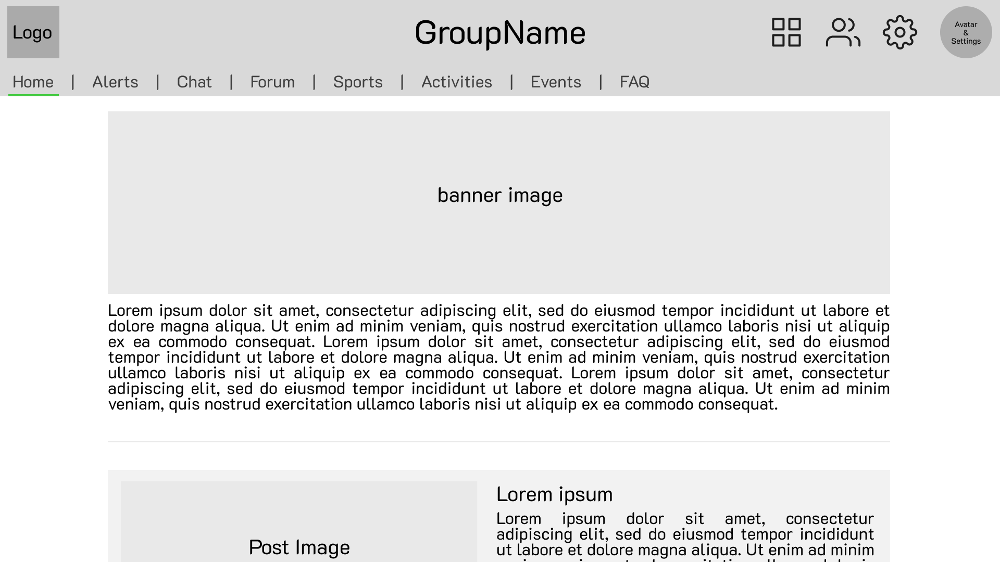 Logo
GroupName
Avatar
&
Settings
Home | Alerts | Chat | Forum | Sports | Activities | Events | FAQ
banner image
Lorem ipsum dolor sit amet, consectetur adipiscing elit, sed do eiusmod tempor incididunt ut labore et
dolore magna aliqua. Ut enim ad minim veniam, quis nostrud exercitation ullamco laboris nisi ut aliquip
ex ea commodo consequat. Lorem ipsum dolor sit amet, consectetur adipiscing elit, sed do eiusmod
tempor incididunt ut labore et dolore magna aliqua. Ut enim ad minim veniam, quis nostrud exercitation
ullamco laboris nisi ut aliquip ex ea commodo consequat. Lorem ipsum dolor sit amet, consectetur
adipiscing elit, sed do eiusmod tempor incididunt ut labore et dolore magna aliqua. Ut enim ad minim
veniam, quis nostrud exercitation ullamco laboris nisi ut aliquip ex ea commodo consequat.
Post Image
Lorem ipsum
Lorem ipsum dolor sit amet, consectetur
adipiscing elit, sed do eiusmod tempor incididunt
ut labore et dolore magna aliqua. Ut enim ad minim